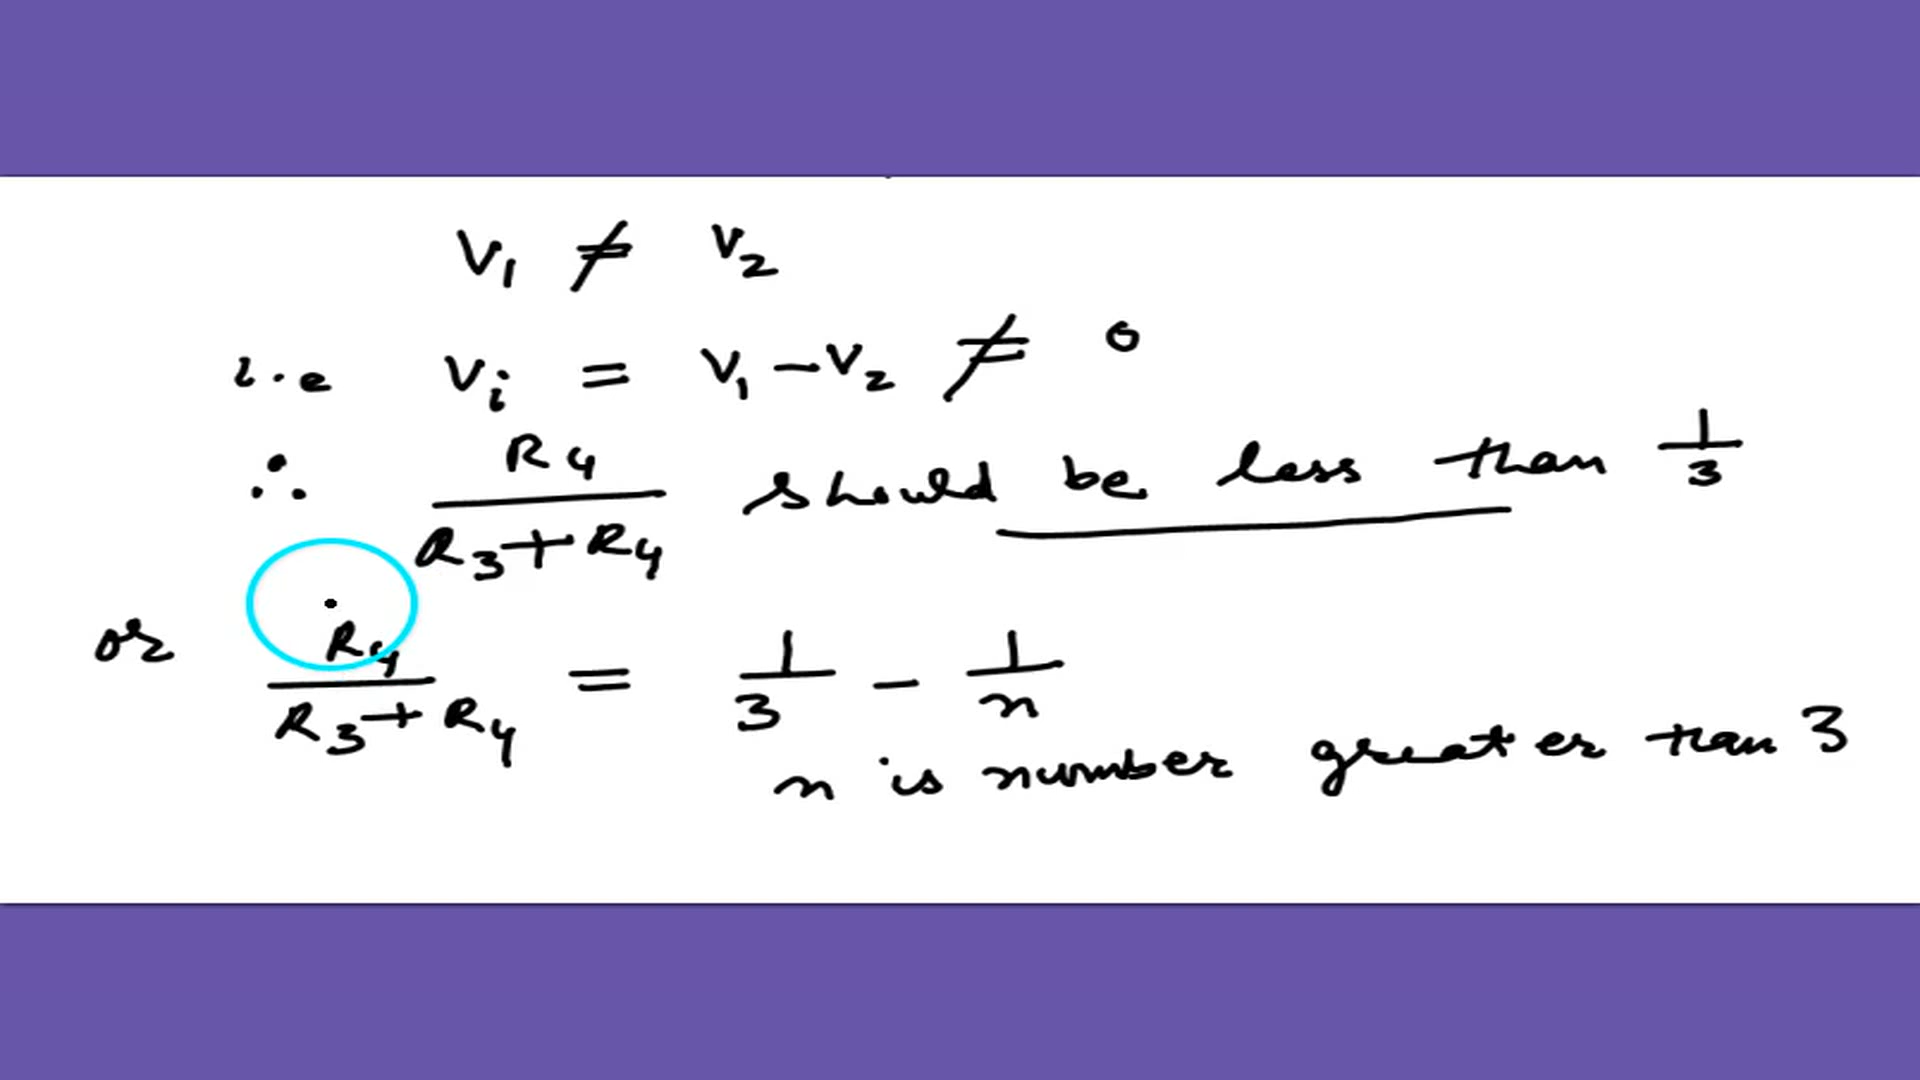 V₁ ≠ V₂
i.e Vᵢ = V₁ - V₂ ≠ 0
∴ R₄/(R₃+R₄) should be less than 1/3
or R₄/(R₃+R₄) = 1/3 - 1/n
n is number greater than 3